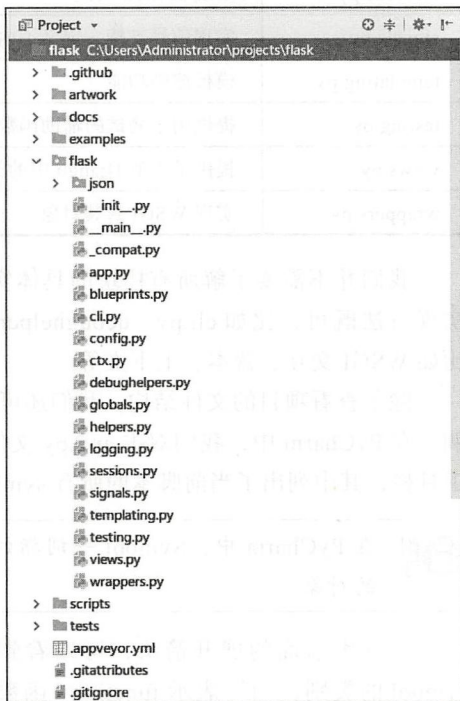 Project
flask C:\Users\Administrator\projects\flask
.github
artwork
docs
examples
flask
json
__init__.py
__main__.py
_compat.py
app.py
blueprints.py
cli.py
config.py
ctx.py
debughelpers.py
globals.py
helpers.py
logging.py
sessions.py
signals.py
templating.py
testing.py
views.py
wrappers.py
scripts
tests
.appveyor.yml
.gitattributes
.gitignore